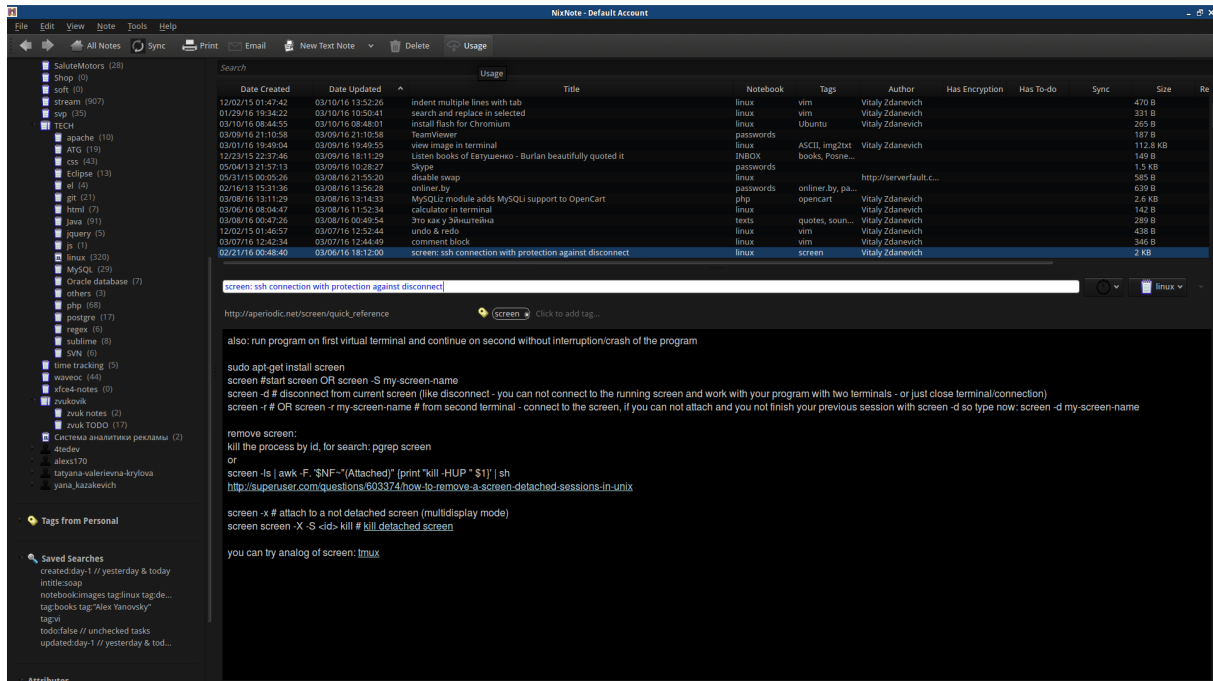 NixNote - Default Account
File Edit View Note Tools Help
All Notes Sync Print Email New Text Note Delete Usage
SaluteMotors (28)
Shop (0)
soft (0)
stream (907)
svp (35)
TECH
apache (10)
ATG (19)
css (43)
Eclipse (13)
el (4)
git (21)
html (7)
Java (91)
jquery (5)
js (1)
linux (320)
MySQL (29)
Oracle database (7)
others (3)
php (68)
postgre (17)
regex (6)
sublime (8)
SVN (6)
time tracking (5)
waveoc (44)
xfce4-notes (0)
zvukovik
zvuk notes (2)
zvuk TODO (17)
Система аналитики рекламы (2)
4tedev
alexs170
tatyana-valerievna-krylova
yana_kazakevich
Tags from Personal
Saved Searches
created:day-1 // yesterday & today
intitle:soap
notebook:images tag:linux tag:de...
tag:books tag:"Alex Yanovsky"
tag:vi
todo:false // unchecked tasks
updated:day-1 // yesterday & tod...
Attributes
Search
Usage
Date Created Date Updated Title Notebook Tags Author Has Encryption Has To-do Sync Size Re
12/02/15 01:47:42 03/10/16 13:52:26 indent multiple lines with tab linux vim Vitaly Zdanevich 470 B
01/29/16 19:34:22 03/10/16 10:50:41 search and replace in selected linux vim Vitaly Zdanevich 331 B
03/10/16 08:44:55 03/10/16 08:48:01 install flash for Chromium linux Ubuntu Vitaly Zdanevich 265 B
03/09/16 21:10:58 03/09/16 21:10:58 TeamViewer passwords 187 B
03/01/16 19:49:04 03/09/16 19:49:55 view image in terminal linux ASCII, img2txt Vitaly Zdanevich 112.8 KB
12/23/15 22:37:46 03/09/16 18:11:29 Listen books of Евтушенко - Burlan beautifully quoted it INBOX books, Posne... 149 B
05/04/13 21:57:13 03/09/16 10:28:27 Skype passwords 1.5 KB
05/31/15 00:05:26 03/08/16 21:55:20 disable swap linux http://serverfault.c... 585 B
02/16/13 15:31:36 03/08/16 13:56:28 onliner.by passwords onliner.by, pa... 639 B
03/08/16 13:11:29 03/08/16 13:14:33 MySQLiz module adds MySQLi support to OpenCart php opencart Vitaly Zdanevich 2.6 KB
03/06/16 08:04:47 03/08/16 11:52:34 calculator in terminal linux Vitaly Zdanevich 142 B
03/08/16 00:47:26 03/08/16 00:49:54 Это как у Эйнштейна texts quotes, soun... Vitaly Zdanevich 289 B
12/02/15 01:46:57 03/07/16 12:52:44 undo & redo linux vim Vitaly Zdanevich 438 B
03/07/16 12:42:34 03/07/16 12:44:49 comment block linux vim Vitaly Zdanevich 346 B
02/21/16 00:48:40 03/06/16 18:12:00 screen: ssh connection with protection against disconnect linux screen Vitaly Zdanevich 2 KB
screen: ssh connection with protection against disconnect linux
http://aperiodic.net/screen/quick_reference screen Click to add tag...
also: run program on first virtual terminal and continue on second without interruption/crash of the program
sudo apt-get install screen
screen #start screen OR screen -S my-screen-name
screen -d # disconnect from current screen (like disconnect - you can not connect to the running screen and work with your program with two terminals - or just close terminal/connection)
screen -r # OR screen -r my-screen-name # from second terminal - connect to the screen, if you can not attach and you not finish your previous session with screen -d so type now: screen -d my-screen-name
remove screen:
kill the process by id, for search: pgrep screen
or
screen -ls | awk -F. '$NF~"(Attached)" {print "kill -HUP " $1}' | sh
http://superuser.com/questions/603374/how-to-remove-a-screen-detached-sessions-in-unix
screen -x # attach to a not detached screen (multidisplay mode)
screen screen -X -S <id> kill # kill detached screen
you can try analog of screen: tmux